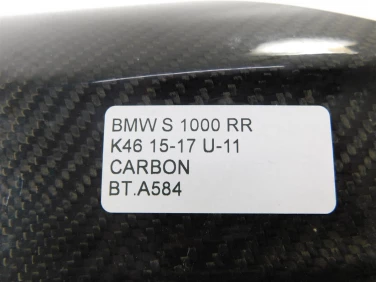 BMW S 1000 RR
K46 15-17 U-11
CARBON
BT.A584